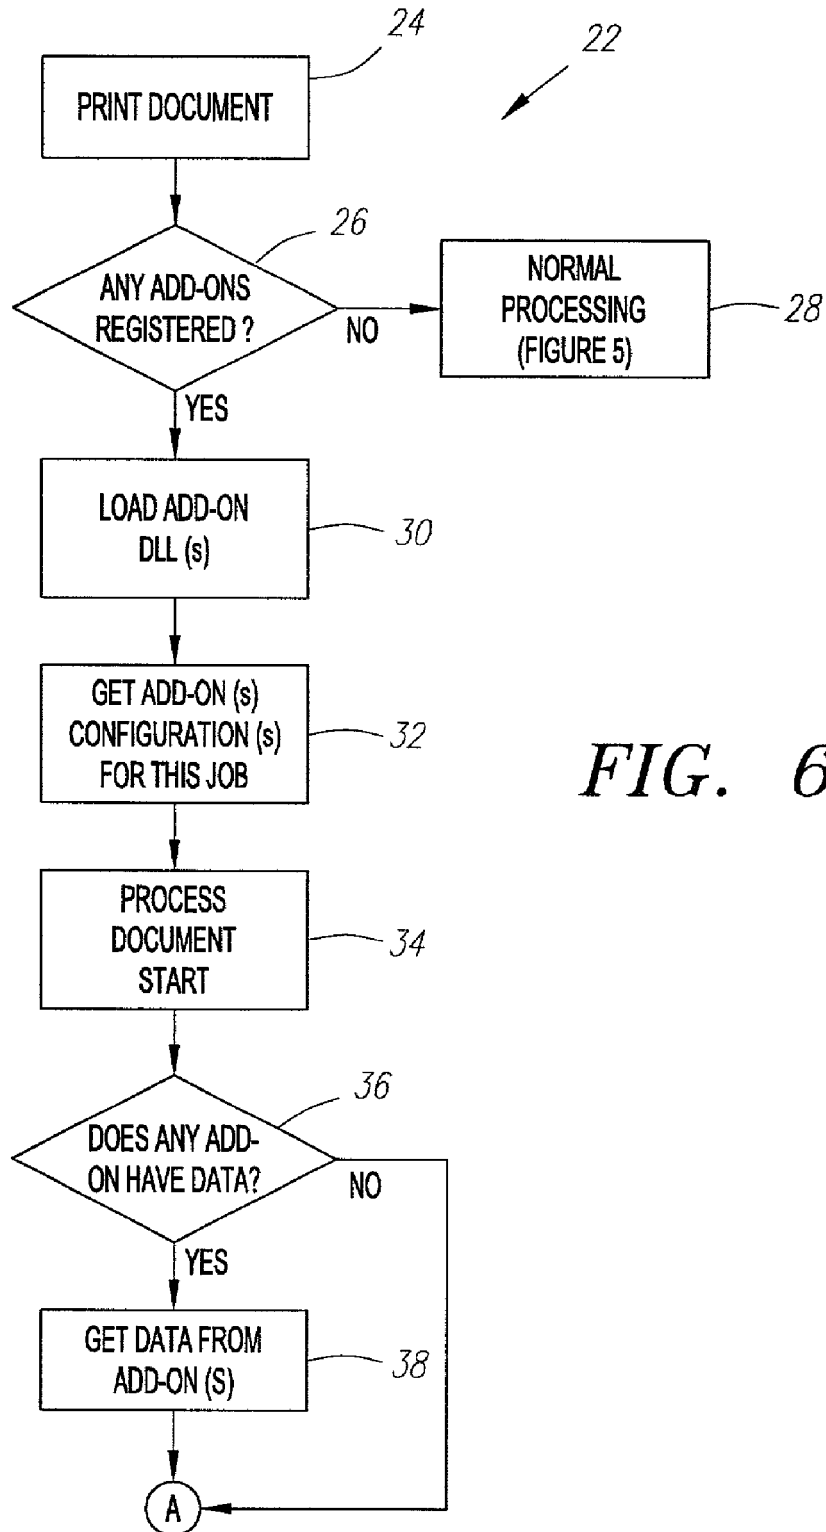 24
22
PRINT DOCUMENT
26
ANY ADD-ONS
REGISTERED ?
NO
NORMAL
PROCESSING
(FIGURE 5)
28
YES
LOAD ADD-ON
DLL (s)
30
GET ADD-ON (s)
CONFIGURATION (s)
FOR THIS JOB
32
FIG. 6
PROCESS
DOCUMENT
START
34
36
DOES ANY ADD-
ON HAVE DATA?
NO
YES
GET DATA FROM
ADD-ON (S)
38
A